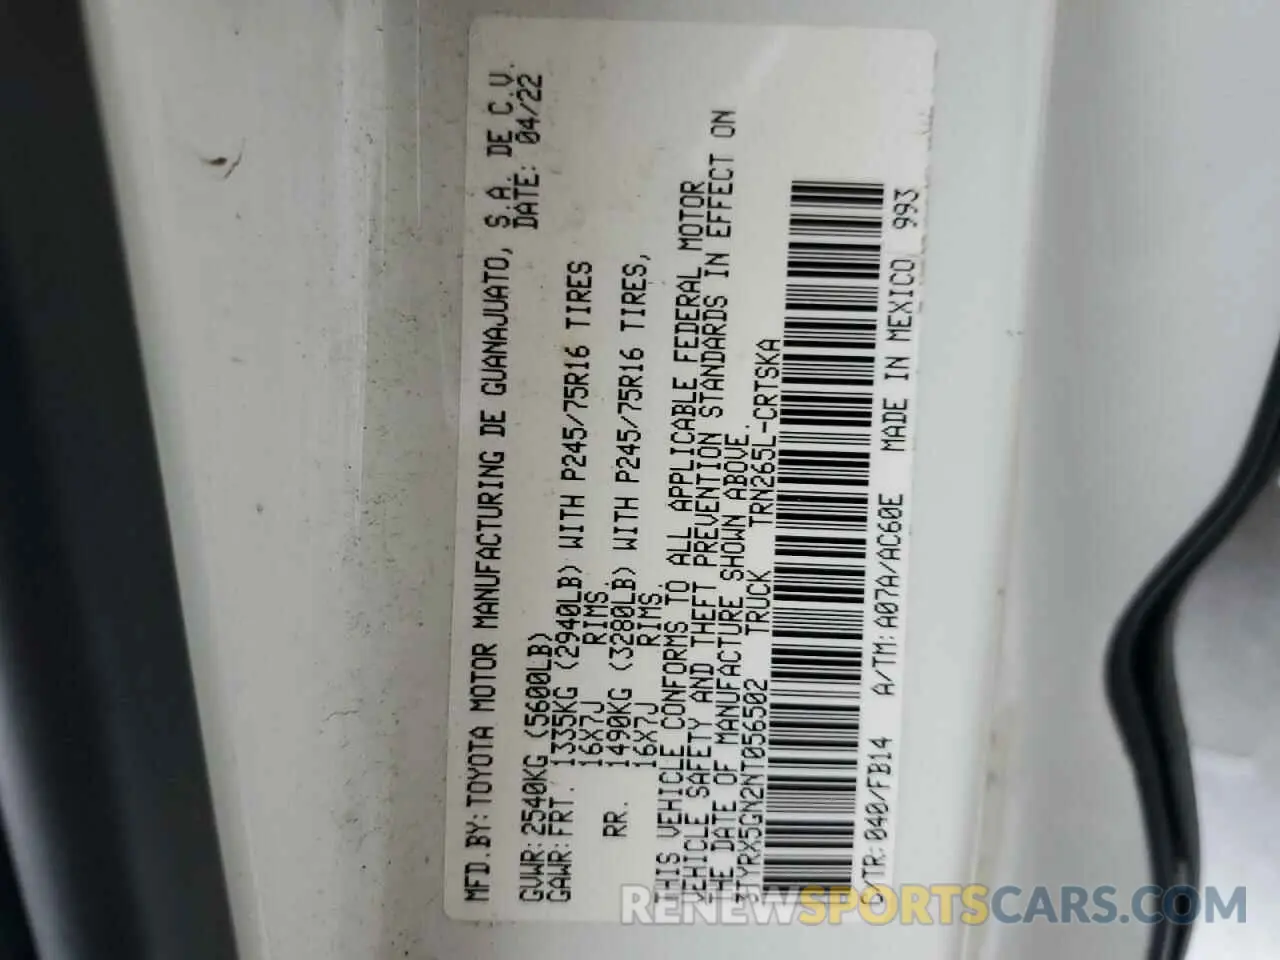 MFD.BY:TOYOTA MOTOR MANUFACTURING DE GUANAJUATO, S.A. DE C.V.
DATE: 04/22
GVWR:2540KG (5600LB)
GAWR:FRT. 1335KG (2940LB) WITH P245/75R16 TIRES
16X7J RIMS.
RR. 1490KG (3280LB) WITH P245/75R16 TIRES,
16X7J RIMS.
THIS VEHICLE CONFORMS TO ALL APPLICABLE FEDERAL MOTOR
VEHICLE SAFETY AND THEFT PREVENTION STANDARDS IN EFFECT ON
THE DATE OF MANUFACTURE SHOWN ABOVE.
3TYRX5GN2NT056502 TRUCK TRN265L-CRTSKA
C/TR:040/FB14 A/TM:A07A/AC60E MADE IN MEXICO 993
RENEWSPORTSCARS.COM